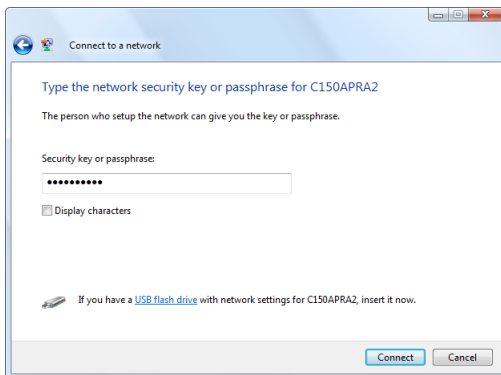 Connect to a network
Type the network security key or passphrase for C150APRA2
The person who setup the network can give you the key or passphrase.
Security key or passphrase:
••••••••••
Display characters
If you have a USB flash drive with network settings for C150APRA2, insert it now.
Connect
Cancel